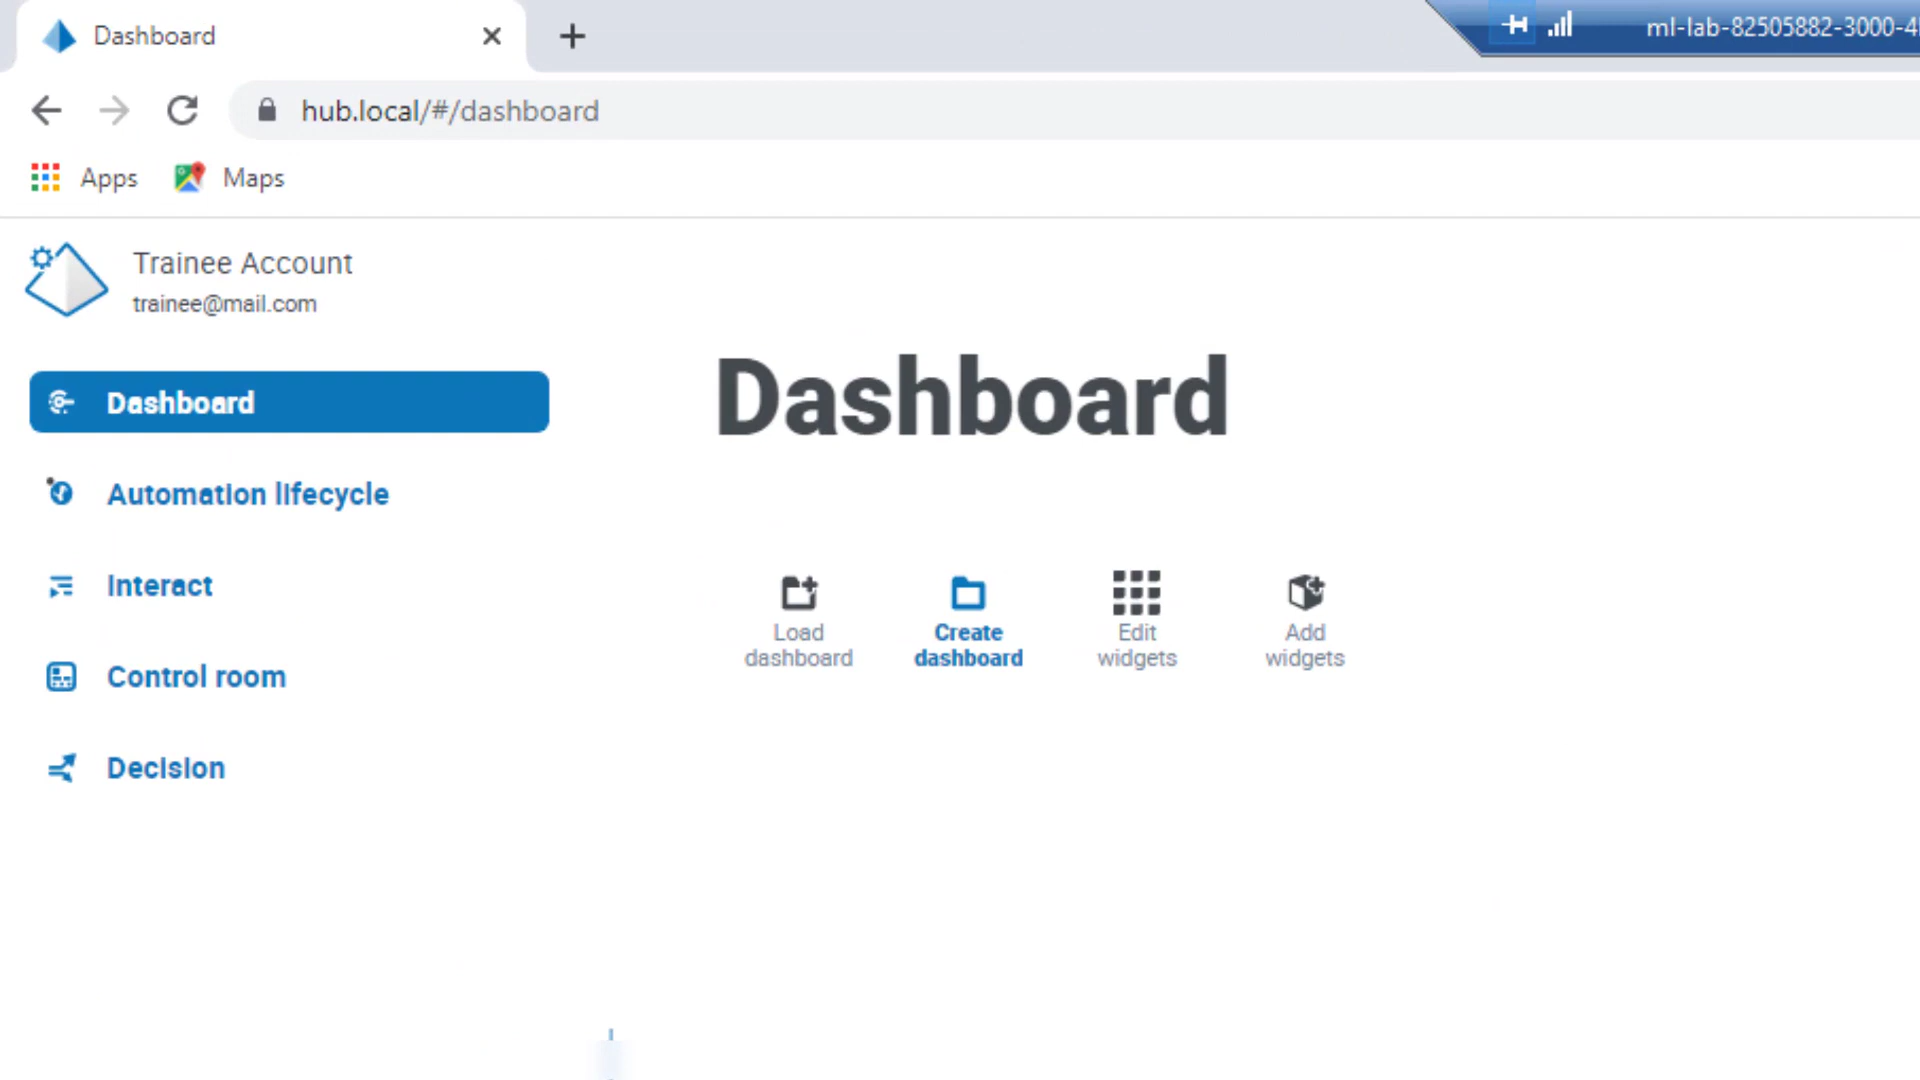 Dashboard
ml-lab-82505882-3000-4
hub.local/#/dashboard
Apps
Maps
Trainee Account
trainee@mail.com
Dashboard
Automation lifecycle
Interact
Control room
Decision
Dashboard
Load
dashboard
Create
dashboard
Edit
widgets
Add
widgets